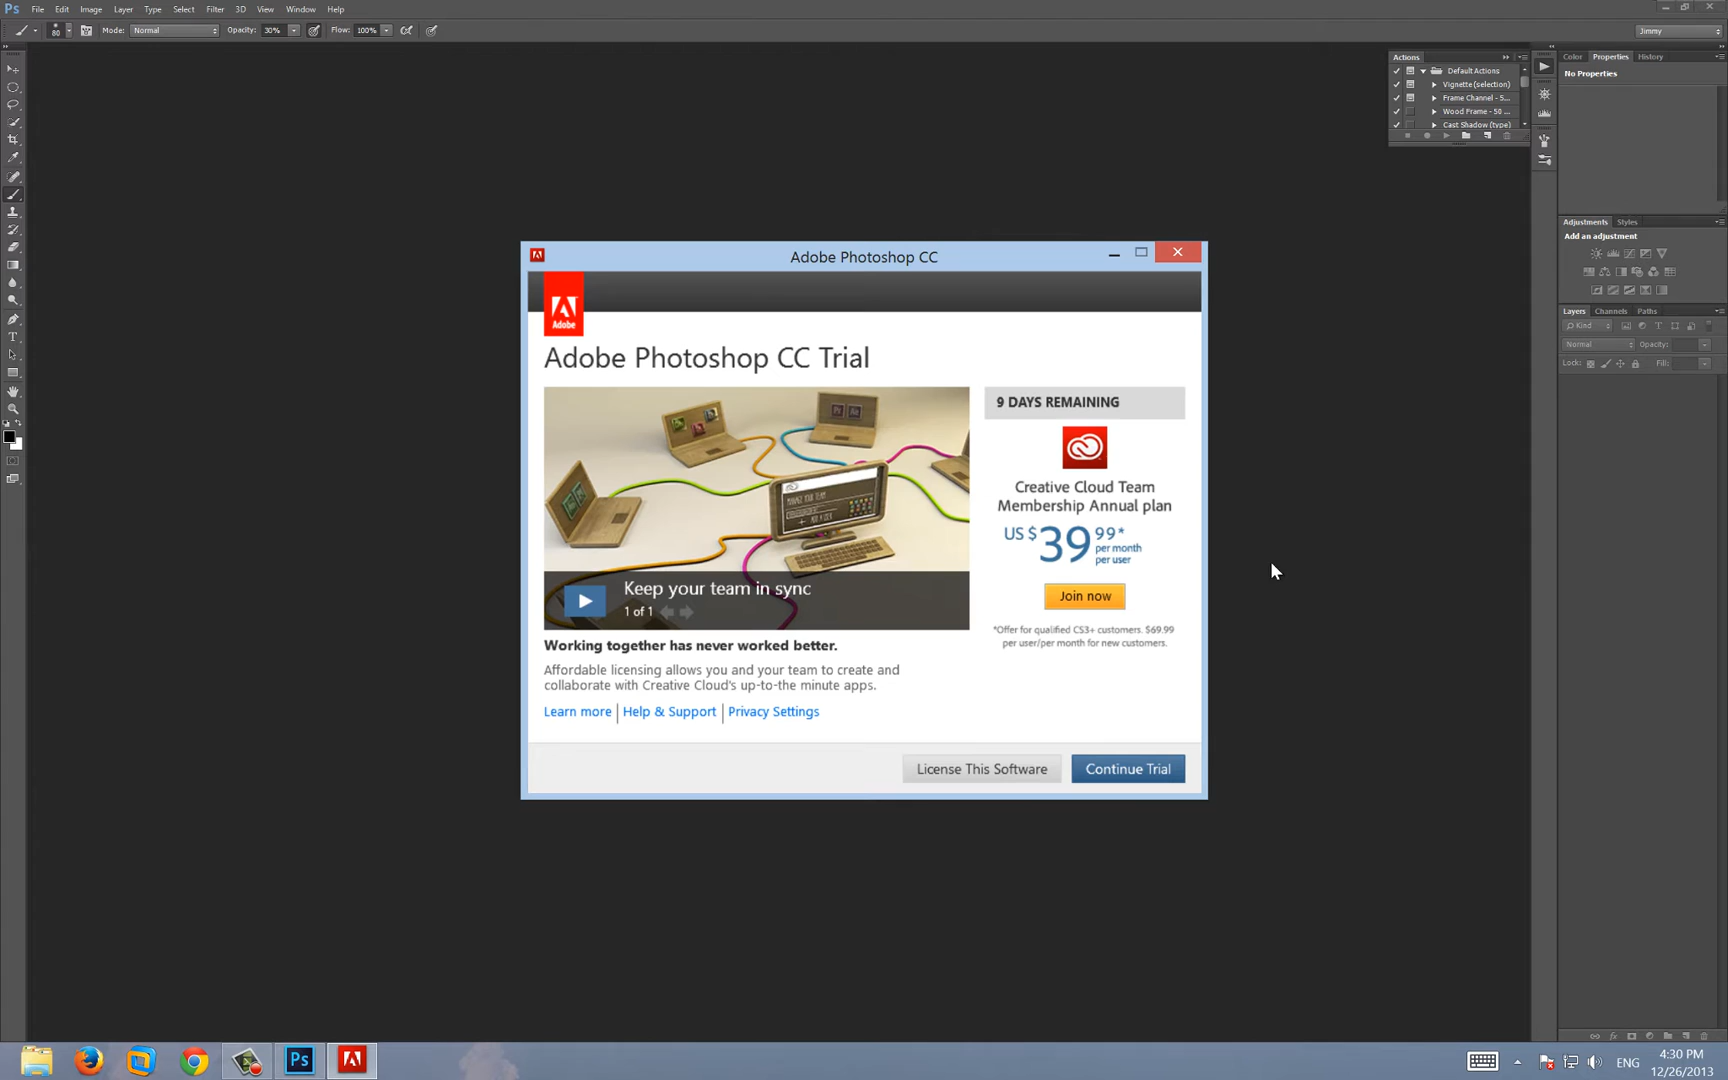 Ps File Edit Image Layer Type Select Filter 3D View Window Help
80 Mode: Normal Opacity: 30% Flow: 100% Jimmy
Actions
Default Actions
Vignette (selection)
Frame Channel - 5...
Wood Frame - 50 ...
Cast Shadow (type)
Color Properties History
No Properties
Adjustments Styles
Add an adjustment
Layers Channels Paths
Kind
Normal Opacity:
Lock: Fill:
Adobe Photoshop CC
Adobe
Adobe Photoshop CC Trial
Keep your team in sync
1 of 1
Working together has never worked better.
Affordable licensing allows you and your team to create and
collaborate with Creative Cloud's up-to-the minute apps.
Learn more Help & Support Privacy Settings
9 DAYS REMAINING
Creative Cloud Team
Membership Annual plan
US $39 99*
per month
per user
Join now
*Offer for qualified CS3+ customers. $69.99
per user/per month for new customers.
License This Software Continue Trial
Ps
ENG
4:30 PM
12/26/2013